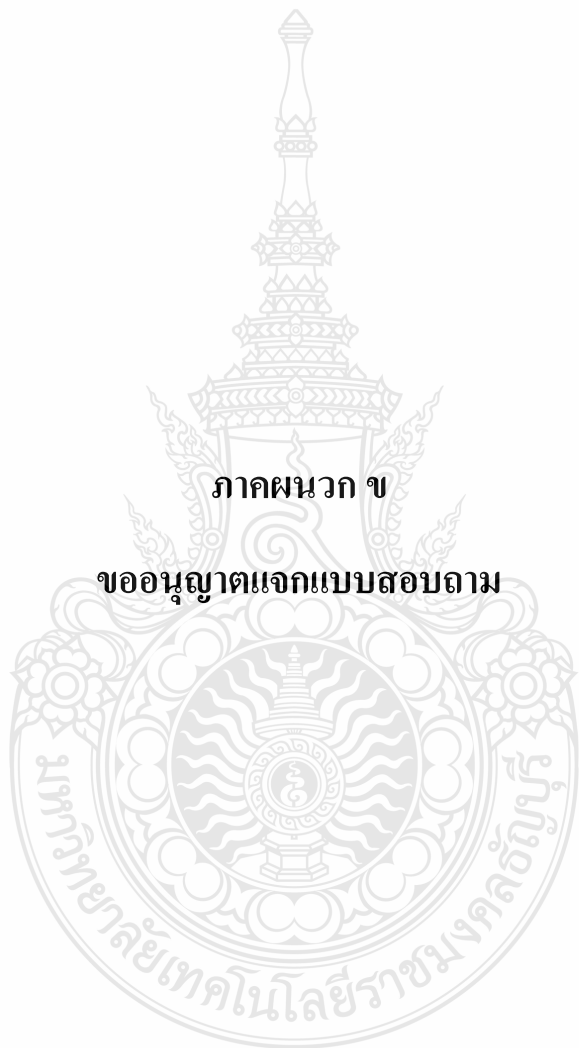 ภาคผนวก ข
ขออนุญาตแจกแบบสอบถาม
มหาวิทยาลัยเทคโนโลยีราชมงคลธัญบุรี